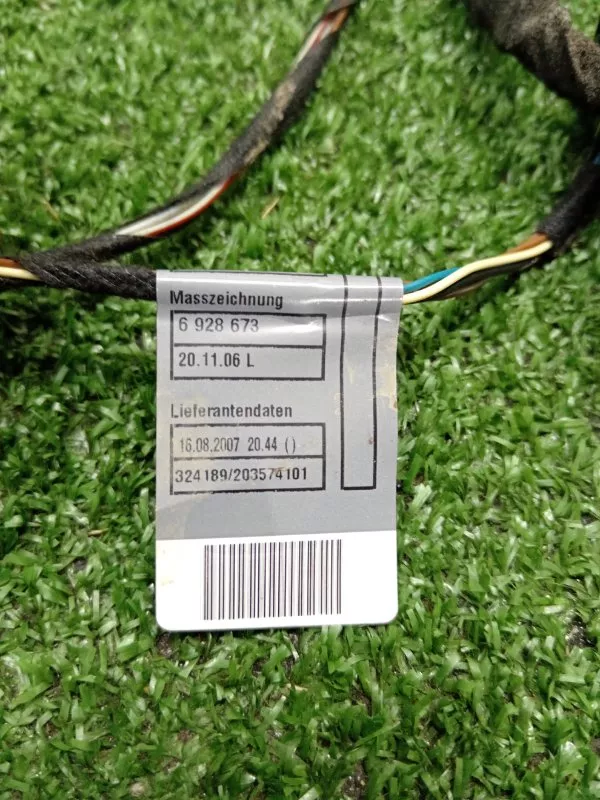 Masszeichnung
6 928 673
20.11.06 L
Lieferantendaten
16.08.2007 20.44 ()
324189/203574101